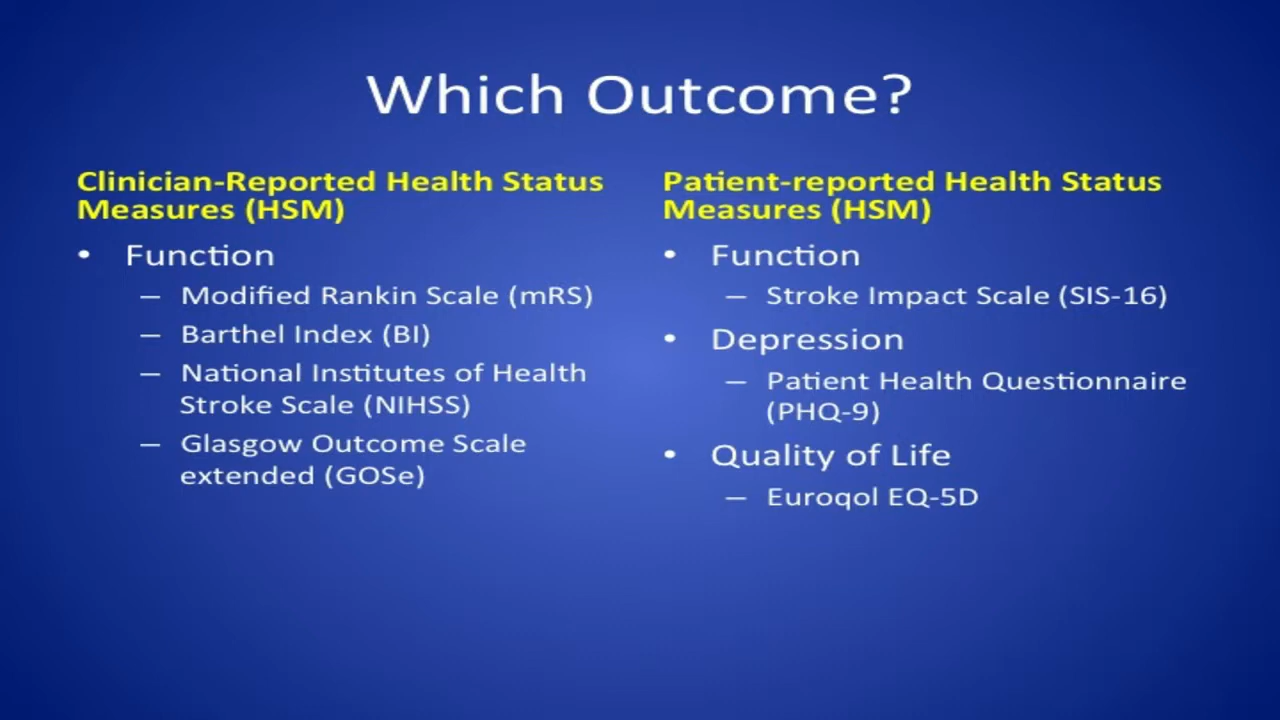 Which Outcome?
Clinician-Reported Health Status
Measures (HSM)
• Function
– Modified Rankin Scale (mRS)
– Barthel Index (BI)
– National Institutes of Health
Stroke Scale (NIHSS)
– Glasgow Outcome Scale
extended (GOSe)
Patient-reported Health Status
Measures (HSM)
• Function
– Stroke Impact Scale (SIS-16)
• Depression
– Patient Health Questionnaire
(PHQ-9)
• Quality of Life
– Euroqol EQ-5D